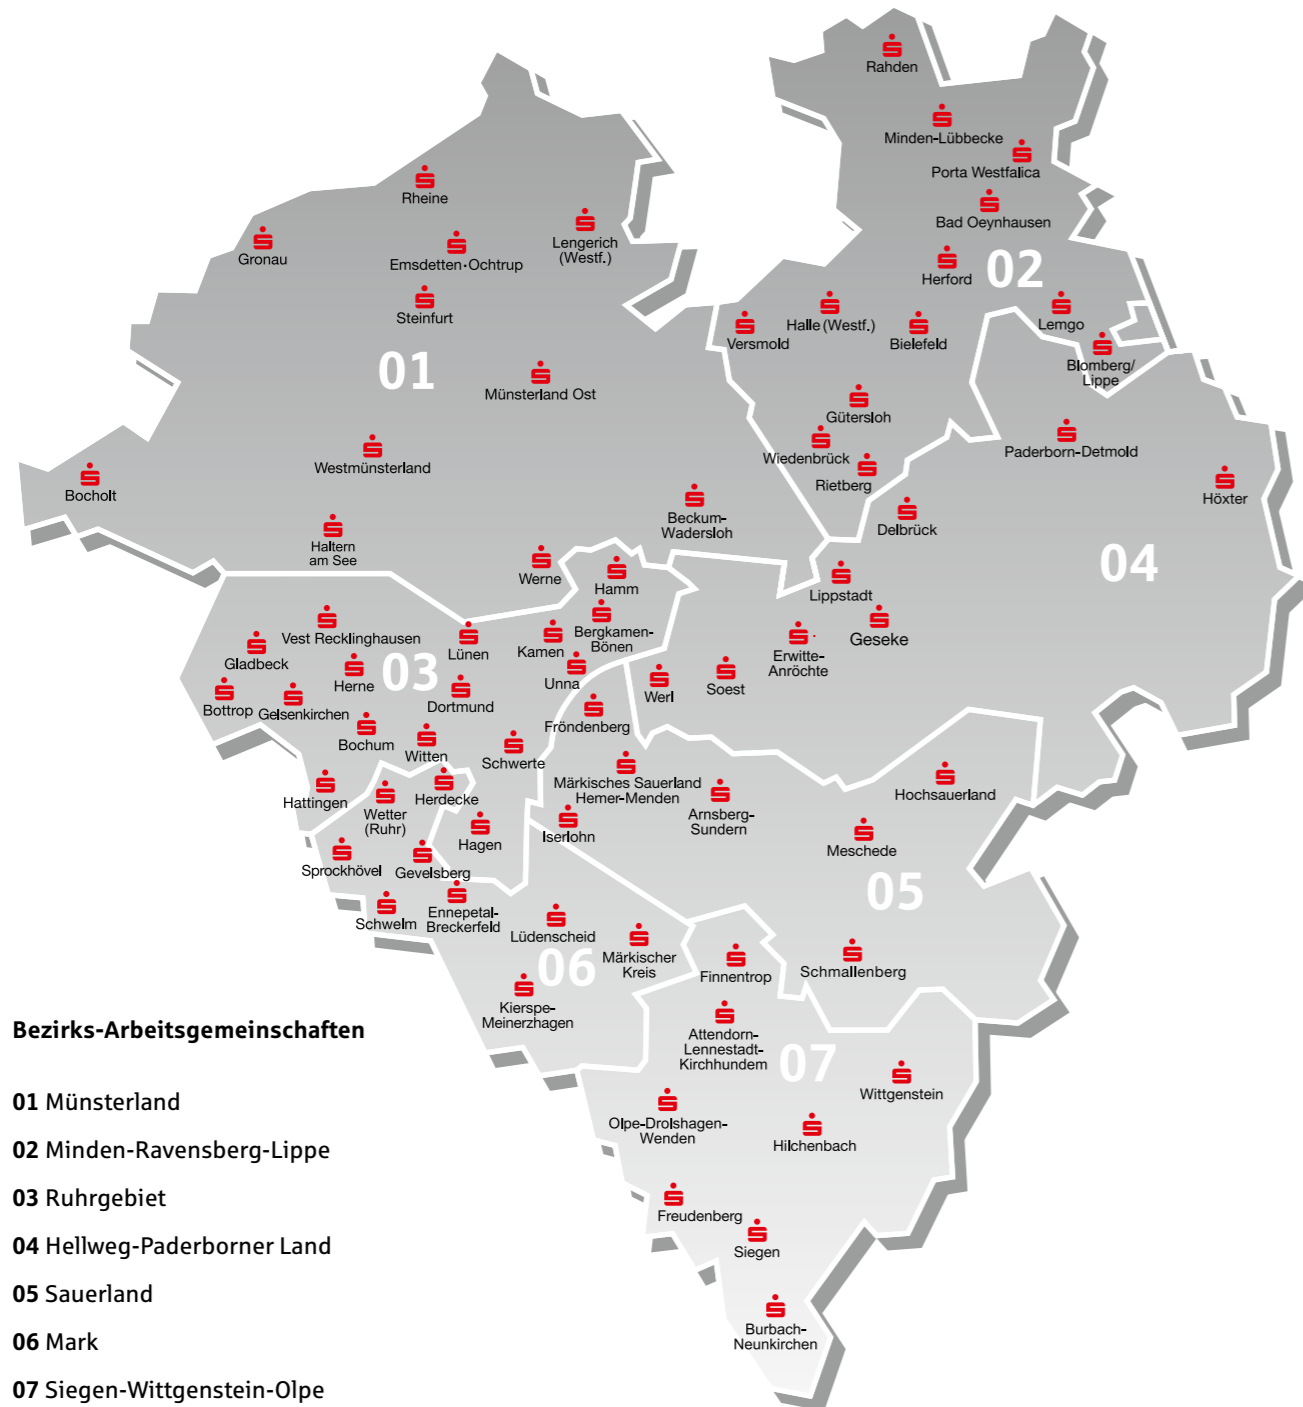 Rahden
Minden-Lübbecke
Porta Westfalica
Bad Oeynhausen
Rheine
Lengerich
(Westf.)
Gronau
Emsdetten·Ochtrup
Herford
02
Steinfurt
Versmold
Halle (Westf.)
Bielefeld
Lemgo
Blomberg/
Lippe
01
Münsterland Ost
Gütersloh
Paderborn-Detmold
Westmünsterland
Wiedenbrück
Rietberg
Bocholt
Höxter
Beckum-
Wadersloh
Delbrück
Haltern
am See
Werne
Hamm
04
Lippstadt
Vest Recklinghausen
Lünen
Kamen
Bergkamen-
Bönen
Geseke
Gladbeck
Herne
03
Unna
Werl
Soest
Erwitte-
Anröchte
Bottrop
Gelsenkirchen
Dortmund
Fröndenberg
Bochum
Witten
Schwerte
Hattingen
Wetter
(Ruhr)
Herdecke
Märkisches Sauerland
Hemer-Menden
Arnsberg-
Sundern
Hochsauerland
Hagen
Iserlohn
Meschede
Sprockhövel
Gevelsberg
05
Schwelm
Ennepetal-
Breckerfeld
Lüdenscheid
Märkischer
Kreis
06
Finnentrop
Schmallenberg
Kierspe-
Meinerzhagen
Attendorn-
Lennestadt-
Kirchhundem
07
Wittgenstein
Olpe-Drolshagen-
Wenden
Hilchenbach
Freudenberg
Siegen
Burbach-
Neunkirchen
Bezirks-Arbeitsgemeinschaften
01 Münsterland
02 Minden-Ravensberg-Lippe
03 Ruhrgebiet
04 Hellweg-Paderborner Land
05 Sauerland
06 Mark
07 Siegen-Wittgenstein-Olpe